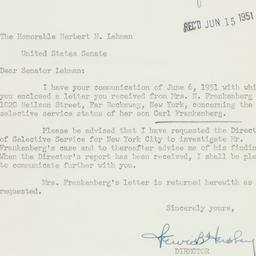 The Honorable Herbert H. Lehman
REC'D JUN 15 1951
United States Senate
Dear Senator Lehman:
I have your communication of June 6, 1951 with
you enclosed a letter you received from Mrs. N. Frankenberg
1020 Neilson Street, Far Rockaway, New York, concerning the
selective service status of her son Carl Frankenberg.
Please be advised that I have requested the Direct
of Selective Service for New York City to investigate Mr.
Frankenberg's case and to thereafter advise me of his
When the Director's report has been received, I shall be
to communicate further with you.
Mrs. Frankenberg's letter is returned herewith as
requested.
Sincerely yours,
Lewis B Hershey
DIRECTOR